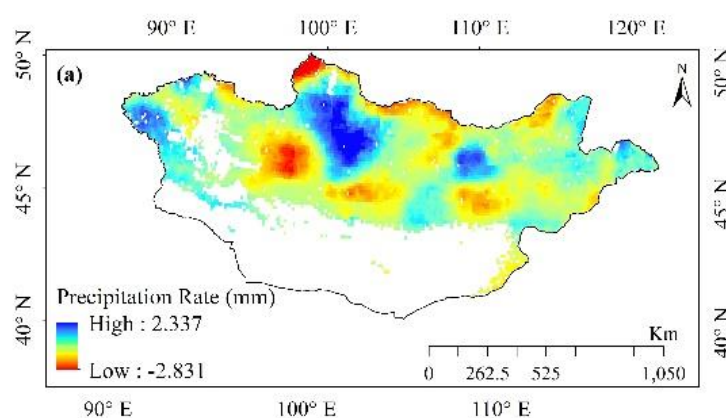 90° E 100° E 110° E 120° E
50° N
(a)
N
50° N
45° N
45° N
Precipitation Rate (mm)
High : 2.337
Low : -2.831
40° N
40° N
Km
0 262.5 525 1,050
90° E 100° E 110° E